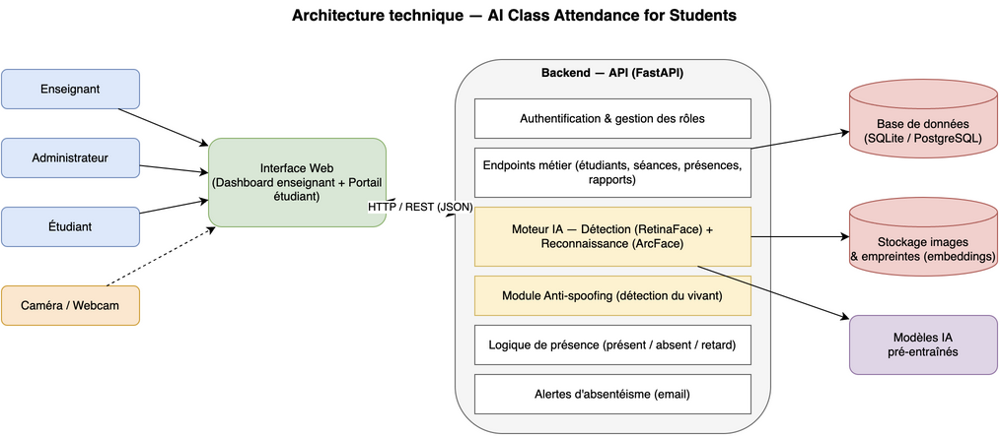 Architecture technique — AI Class Attendance for Students
Enseignant
Administrateur
Étudiant
Caméra / Webcam
Interface Web
(Dashboard enseignant + Portail
étudiant)
HTTP / REST (JSON)
Backend — API (FastAPI)
Authentification & gestion des rôles
Endpoints métier (étudiants, séances, présences,
rapports)
Moteur IA — Détection (RetinaFace) +
Reconnaissance (ArcFace)
Module Anti-spoofing (détection du vivant)
Logique de présence (présent / absent / retard)
Alertes d'absentéisme (email)
Base de données
(SQLite / PostgreSQL)
Stockage images
& empreintes (embeddings)
Modèles IA
pré-entraînés